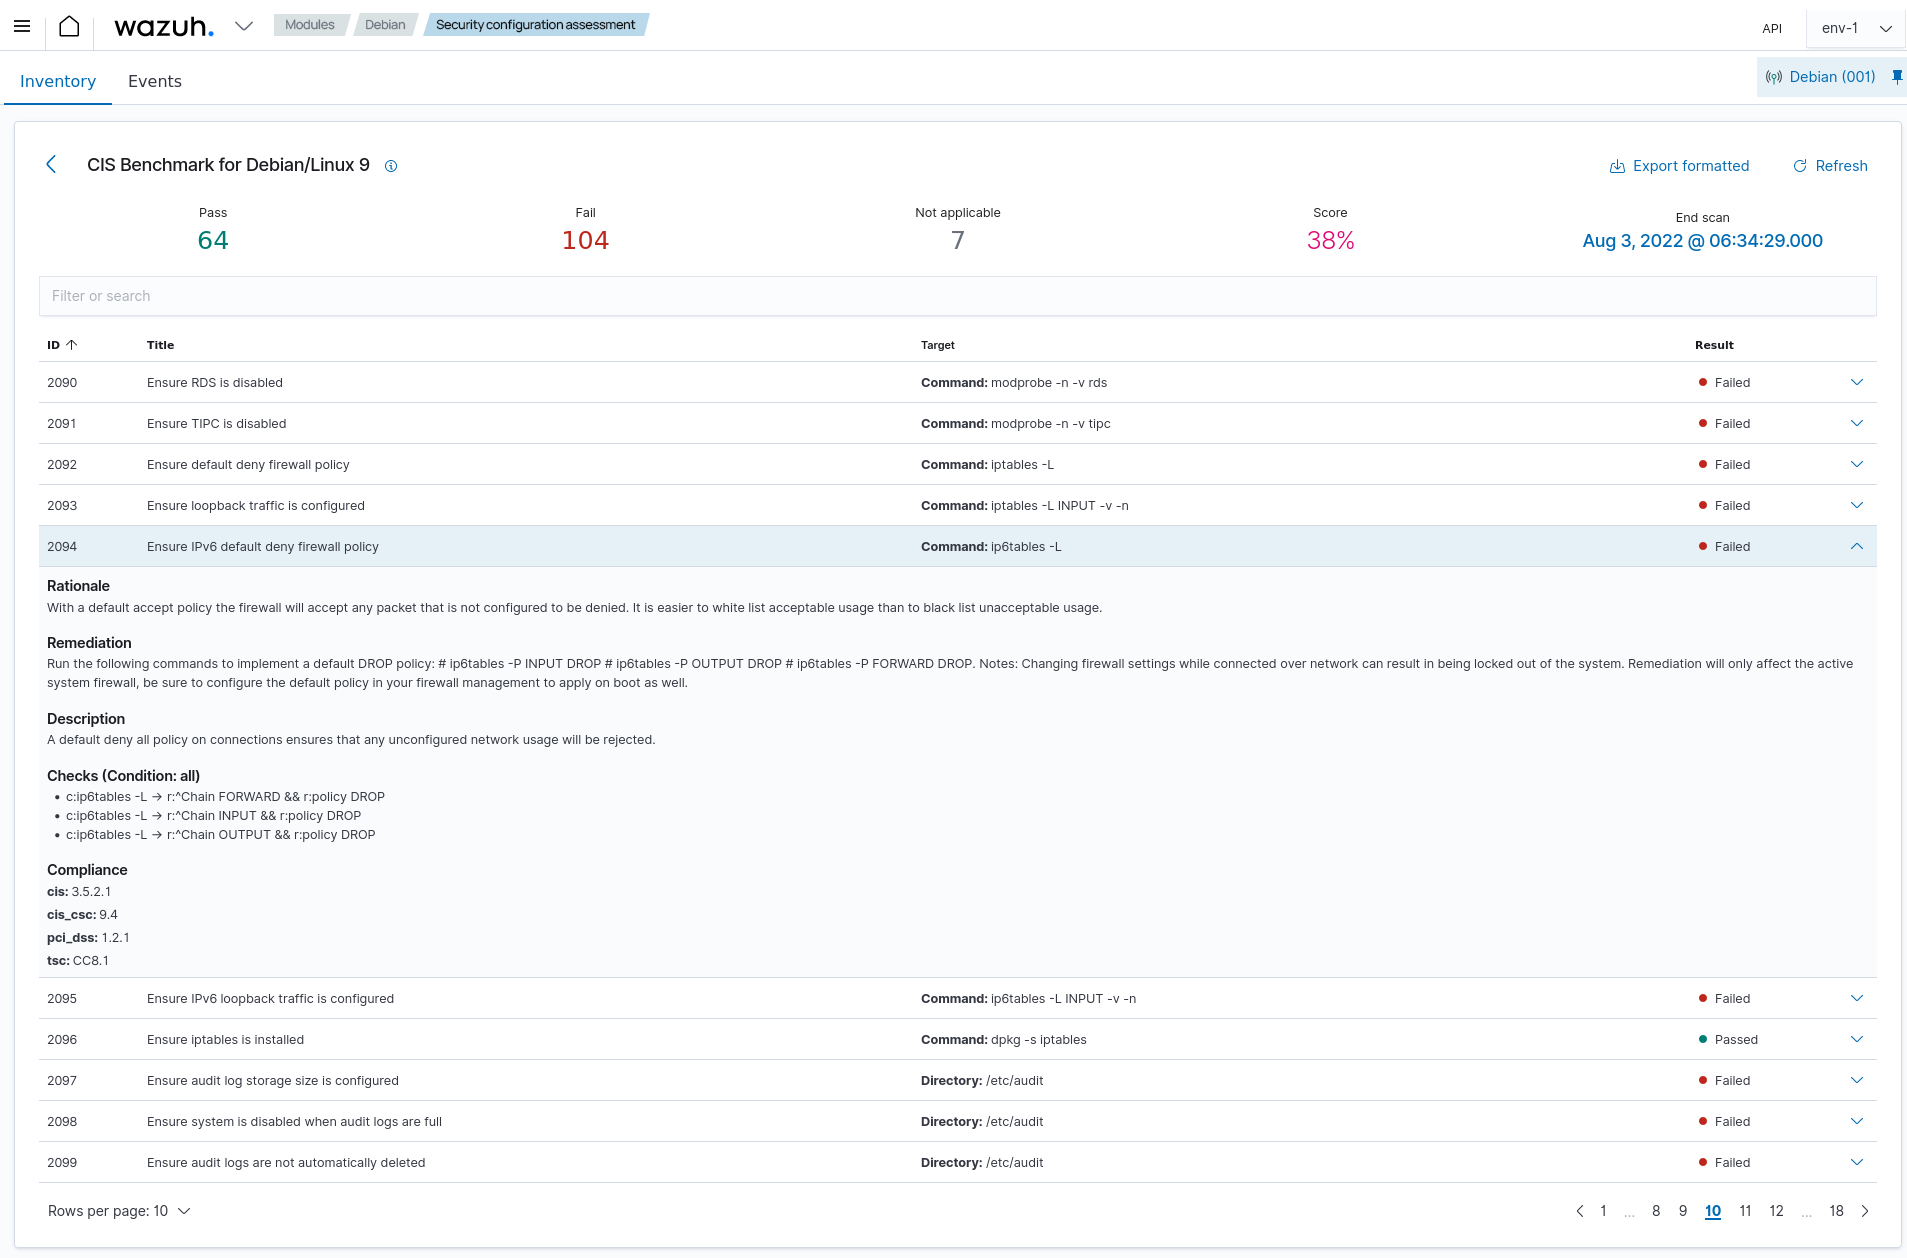 wazuh.
Modules
Debian
Security configuration assessment
API
env-1
Inventory
Events
Debian (001)
CIS Benchmark for Debian/Linux 9
Export formatted
Refresh
Pass
64
Fail
104
Not applicable
7
Score
38%
End scan
Aug 3, 2022 @ 06:34:29.000
Filter or search
ID Title Target Result
2090 Ensure RDS is disabled Command: modprobe -n -v rds Failed
2091 Ensure TIPC is disabled Command: modprobe -n -v tipc Failed
2092 Ensure default deny firewall policy Command: iptables -L Failed
2093 Ensure loopback traffic is configured Command: iptables -L INPUT -v -n Failed
2094 Ensure IPv6 default deny firewall policy Command: ip6tables -L Failed
Rationale
With a default accept policy the firewall will accept any packet that is not configured to be denied. It is easier to white list acceptable usage than to black list unacceptable usage.
Remediation
Run the following commands to implement a default DROP policy: # ip6tables -P INPUT DROP # ip6tables -P OUTPUT DROP # ip6tables -P FORWARD DROP. Notes: Changing firewall settings while connected over network can result in being locked out of the system. Remediation will only affect the active
system firewall, be sure to configure the default policy in your firewall management to apply on boot as well.
Description
A default deny all policy on connections ensures that any unconfigured network usage will be rejected.
Checks (Condition: all)
• c:ip6tables -L → r:^Chain FORWARD && r:policy DROP
• c:ip6tables -L → r:^Chain INPUT && r:policy DROP
• c:ip6tables -L → r:^Chain OUTPUT && r:policy DROP
Compliance
cis: 3.5.2.1
cis_csc: 9.4
pci_dss: 1.2.1
tsc: CC8.1
2095 Ensure IPv6 loopback traffic is configured Command: ip6tables -L INPUT -v -n Failed
2096 Ensure iptables is installed Command: dpkg -s iptables Passed
2097 Ensure audit log storage size is configured Directory: /etc/audit Failed
2098 Ensure system is disabled when audit logs are full Directory: /etc/audit Failed
2099 Ensure audit logs are not automatically deleted Directory: /etc/audit Failed
Rows per page: 10
1 ... 8 9 10 11 12 ... 18